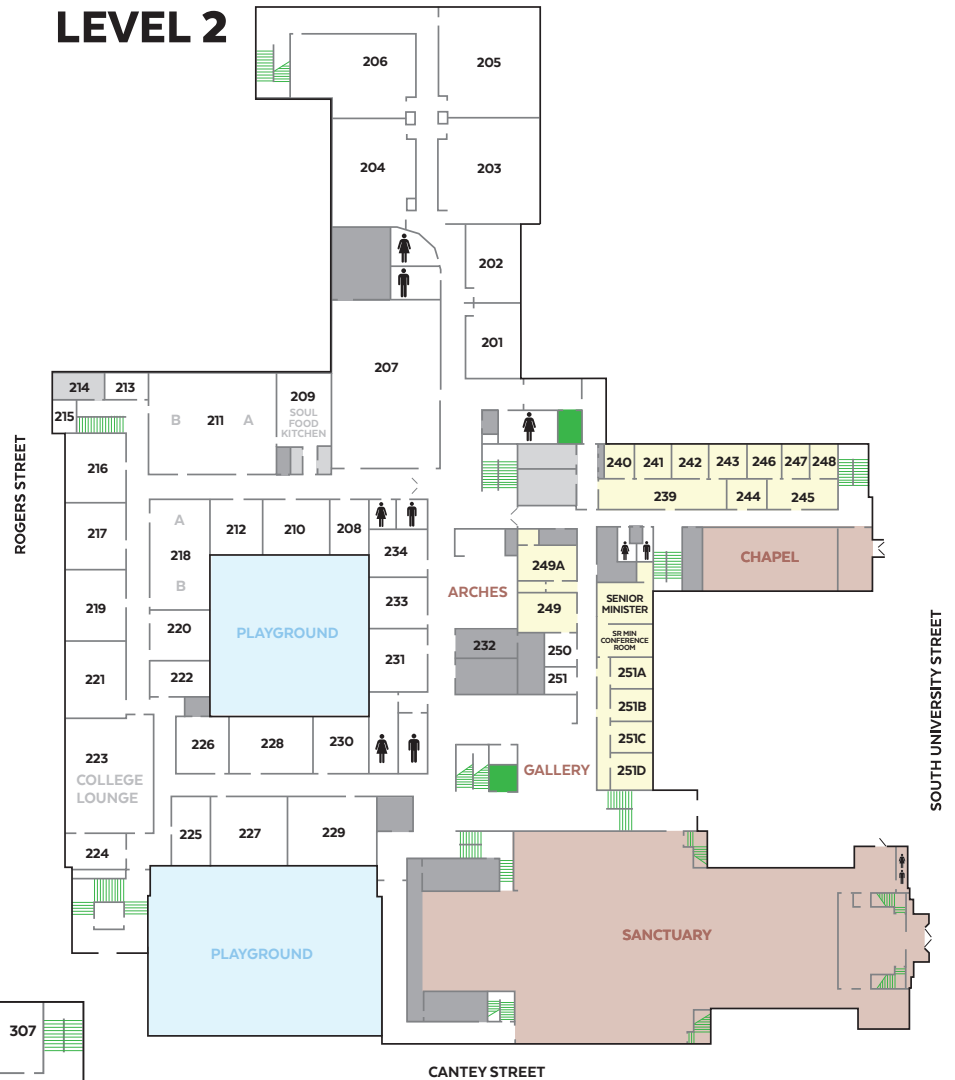 LEVEL 2
206
205
204
203
202
201
207
214
213
215
B 211 A
209
SOUL
FOOD
KITCHEN
216
217
219
221
223
COLLEGE
LOUNGE
224
A
218
B
220
222
212
210
208
234
233
231
PLAYGROUND
226
228
230
225
227
229
PLAYGROUND
240
241
242
243
246
247
248
239
244
245
CHAPEL
ARCHES
249A
249
232
250
251
SENIOR
MINISTER
SR MIN
CONFERENCE
ROOM
251A
251B
251C
251D
GALLERY
SANCTUARY
307
ROGERS STREET
SOUTH UNIVERSITY STREET
CANTEY STREET